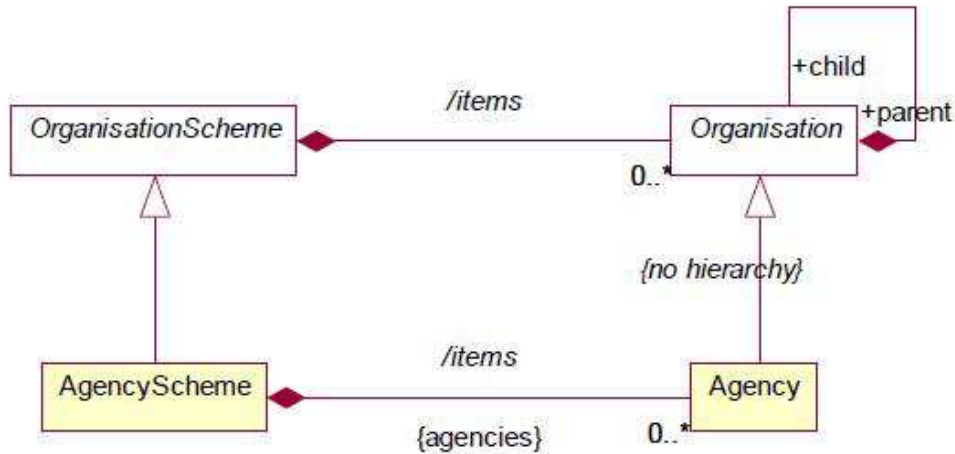 +child
/items
+parent
OrganisationScheme
Organisation
0..*
{no hierarchy}
/items
AgencyScheme
Agency
{agencies}
0..*